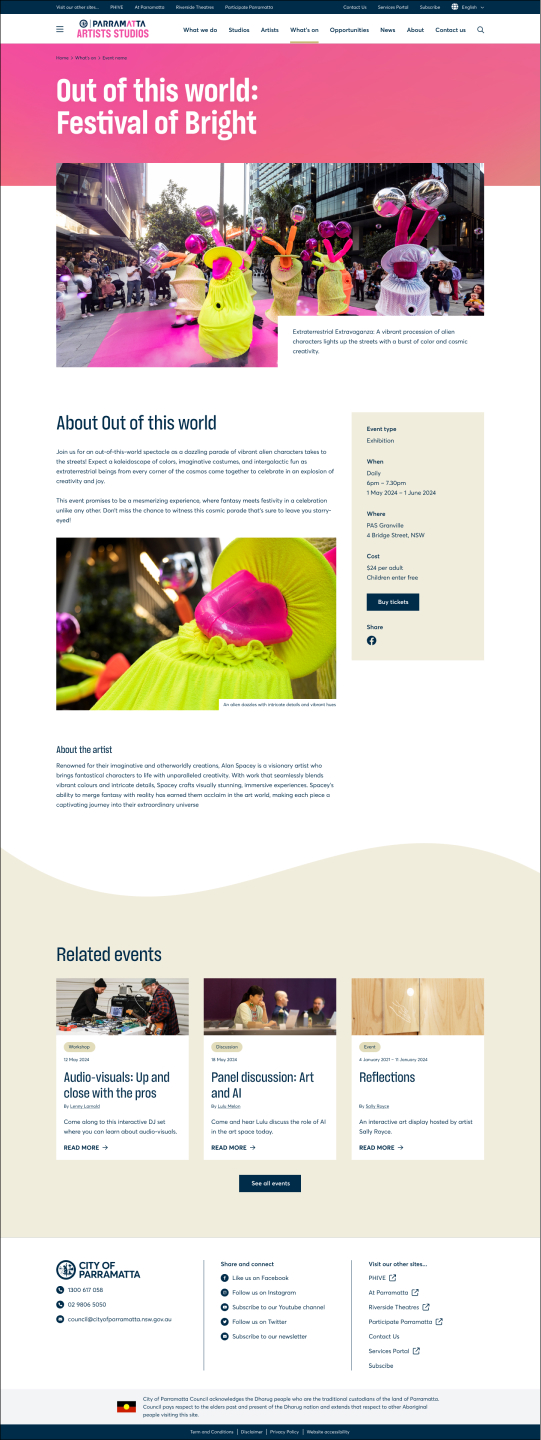 Visit our other sites... PHIVE At Parramatta Riverside Theatres Participate Parramatta Contact Us Services Portal Subscribe English
PARRAMATTA
ARTISTS STUDIOS
What we do Studios Artists What's on Opportunities News About Contact us
Home > What's on > Event name
Out of this world:
Festival of Bright
Extraterrestrial Extravaganza: A vibrant procession of alien
characters lights up the streets with a burst of color and cosmic
creativity.
About Out of this world
Join us for an out-of-this-world spectacle as a dazzling parade of vibrant alien characters takes to
the streets! Expect a kaleidoscope of colors, imaginative costumes, and intergalactic fun as
extraterrestrial beings from every corner of the cosmos come together to celebrate in an explosion of
creativity and joy.
This event promises to be a mesmerizing experience, where fantasy meets festivity in a celebration
unlike any other. Don't miss the chance to witness this cosmic parade that's sure to leave you starry-
eyed!
An alien dazzles with intricate details and vibrant hues
About the artist
Renowned for their imaginative and otherworldly creations, Alan Spacey is a visionary artist who
brings fantastical characters to life with unparalleled creativity. With work that seamlessly blends
vibrant colours and intricate details, Spacey crafts visually stunning, immersive experiences. Spacey's
ability to merge fantasy with reality has earned them acclaim in the art world, making each piece a
captivating journey into their extraordinary universe
Event type
Exhibition
When
Daily
6pm – 7.30pm
1 May 2024 – 1 June 2024
Where
PAS Granville
4 Bridge Street, NSW
Cost
$24 per adult
Children enter free
Buy tickets
Share
Related events
Workshop
12 May 2024
Audio-visuals: Up and
close with the pros
By Lenny Larnold
Come along to this interactive DJ set
where you can learn about audio-visuals.
READ MORE →
Discussion
18 May 2024
Panel discussion: Art
and AI
By Lulu Melon
Come and hear Lulu discuss the role of AI
in the art space today.
READ MORE →
Event
4 January 2021 – 11 January 2024
Reflections
By Sally Royce
An interactive art display hosted by artist
Sally Royce.
READ MORE →
See all events
CITY OF
PARRAMATTA
1300 617 058
02 9806 5050
council@cityofparramatta.nsw.gov.au
Share and connect
Like us on Facebook
Follow us on Instagram
Subscribe to our Youtube channel
Follow us on Twitter
Subscribe to our newsletter
Visit our other sites...
PHIVE
At Parramatta
Riverside Theatres
Participate Parramatta
Contact Us
Services Portal
Subscibe
City of Parramatta Council acknowledges the Dharug people who are the traditional custodians of the land of Parramatta.
Council pays respect to the elders past and present of the Dharug nation and extends that respect to other Aboriginal
people visiting this site.
Term and Conditions | Disclaimer | Privacy Policy | Website accessibility